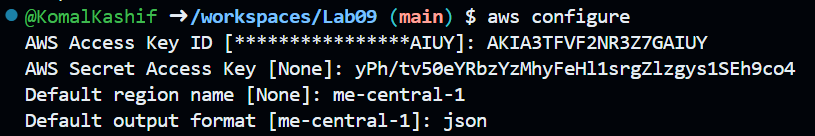 @KomalKashif ➜/workspaces/Lab09 (main) $ aws configure
AWS Access Key ID [****************AIUY]: AKIA3TFVF2NR3Z7GAIUY
AWS Secret Access Key [None]: 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
Default region name [None]: me-central-1
Default output format [me-central-1]: json